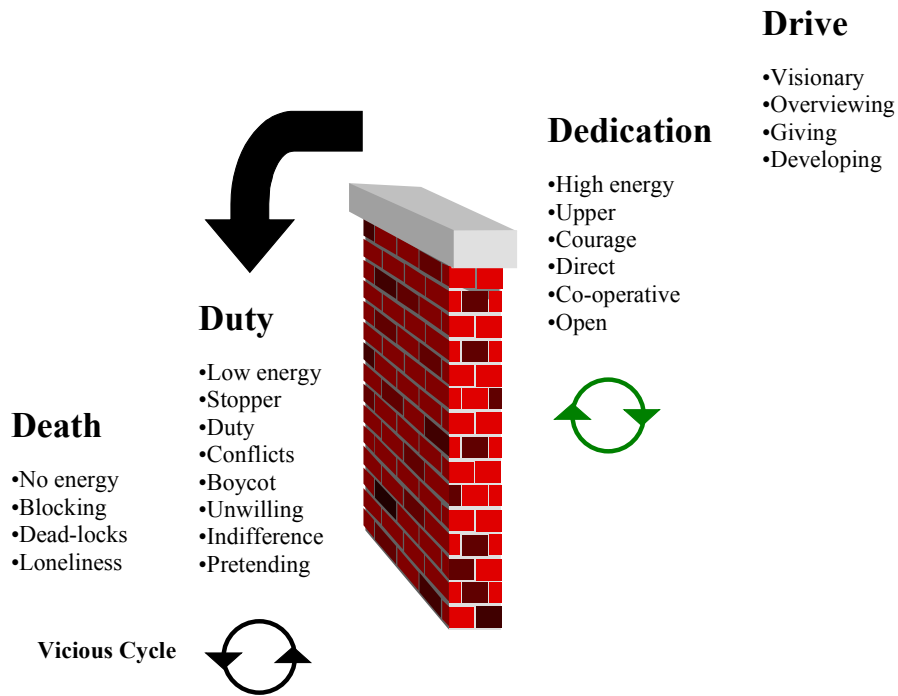 Drive
•Visionary
•Overviewing
•Giving
•Developing
Dedication
•High energy
•Upper
•Courage
•Direct
•Co-operative
•Open
Duty
•Low energy
•Stopper
•Duty
•Conflicts
•Boycot
•Unwilling
•Indifference
•Pretending
Death
•No energy
•Blocking
•Dead-locks
•Loneliness
Vicious Cycle